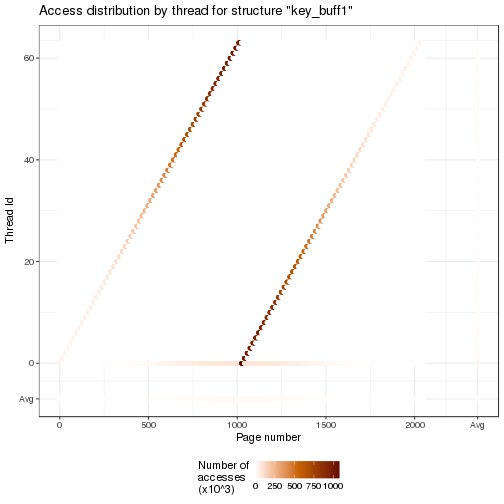 Access distribution by thread for structure "key_buff1"
Thread Id
60
40
20
0
Avg
0 500 1000 1500 2000 Avg
Page number
Number of
accesses
(x10^3)
0 250 500 750 1000